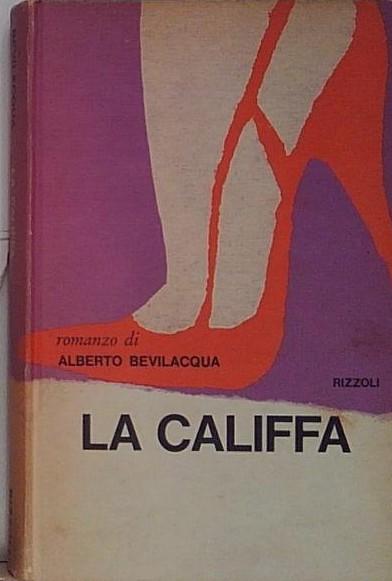 romanzo di
ALBERTO BEVILACQUA
RIZZOLI
LA CALIFFA